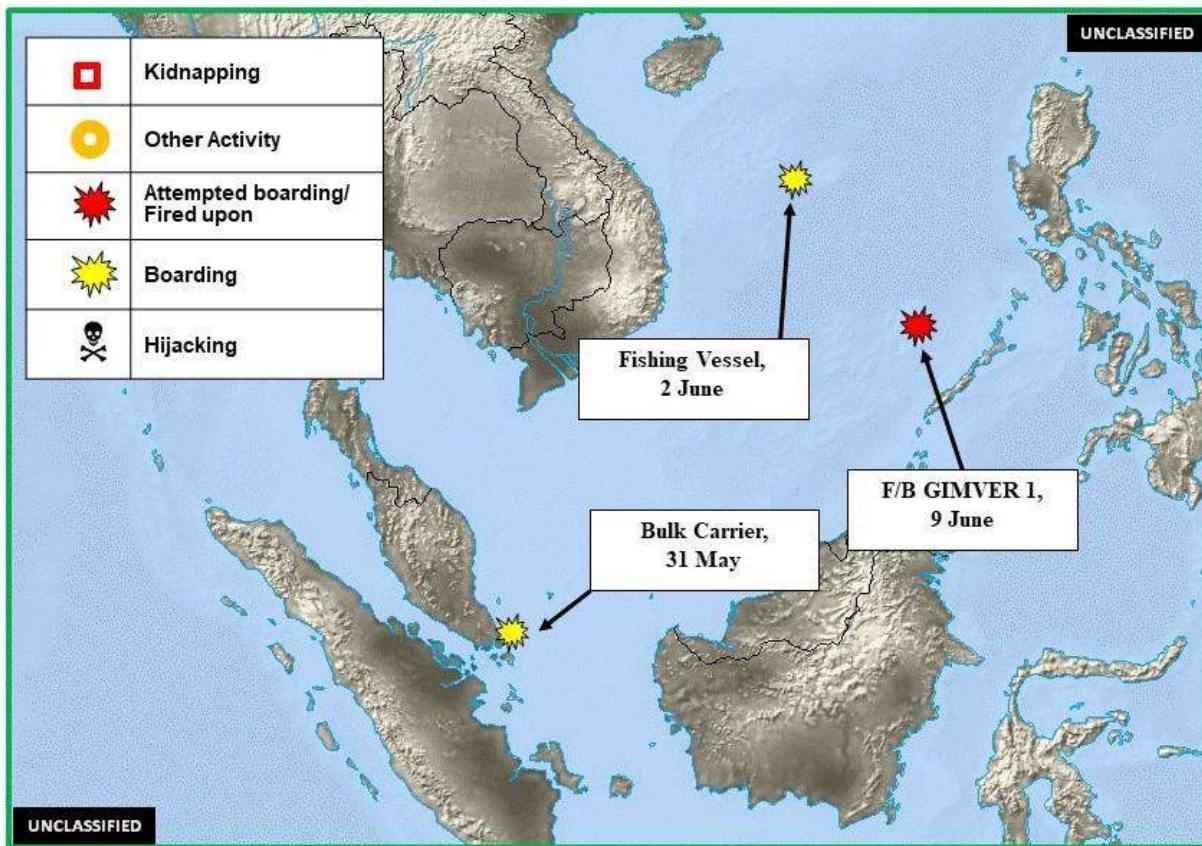 UNCLASSIFIED
Kidnapping
Other Activity
Attempted boarding/
Fired upon
Boarding
Hijacking
Fishing Vessel,
2 June
F/B GIMVER 1,
9 June
Bulk Carrier,
31 May
UNCLASSIFIED